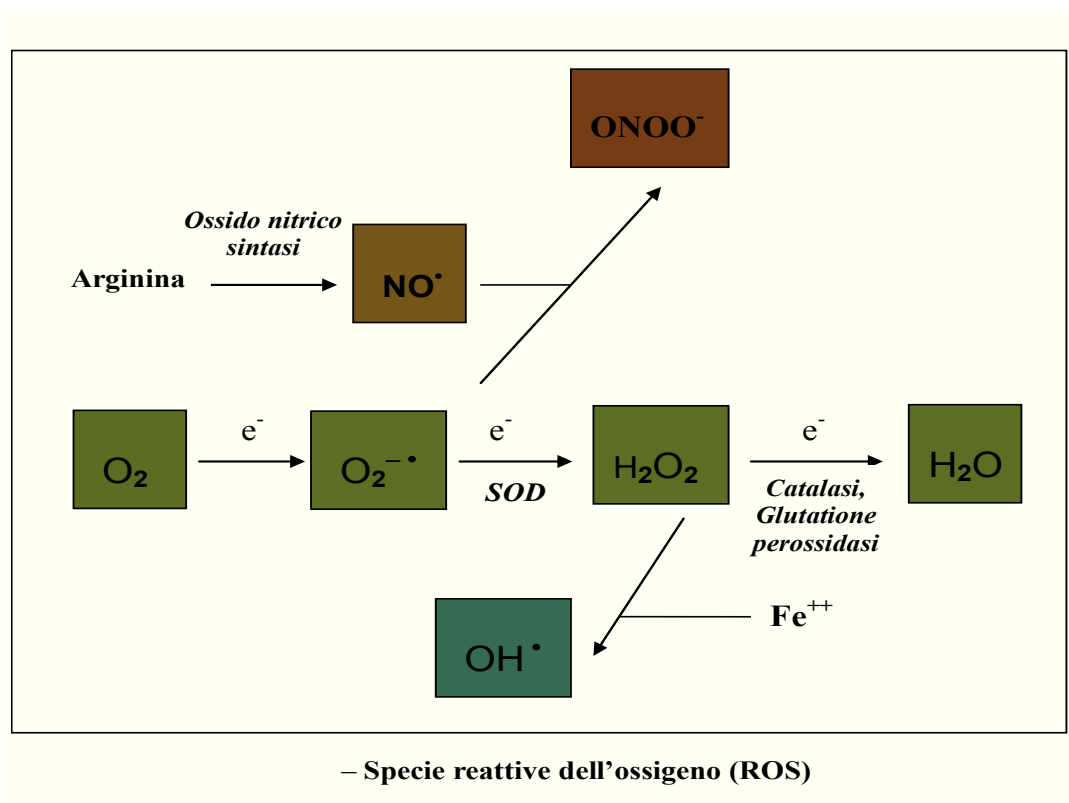 ONOO⁻
Ossido nitrico
sintasi
Arginina
NO•
O₂
e⁻
O₂⁻•
e⁻
SOD
H₂O₂
e⁻
Catalasi,
Glutatione
perossidasi
H₂O
Fe⁺⁺
OH•
– Specie reattive dell’ossigeno (ROS)